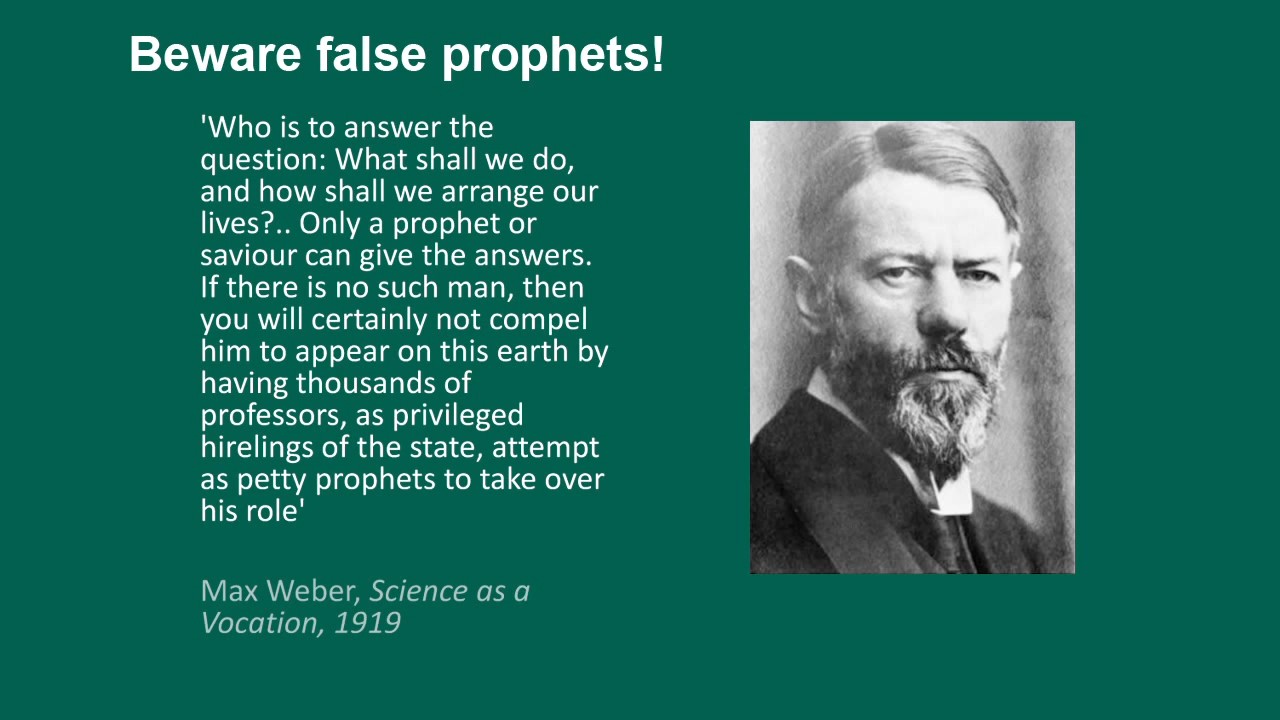 Beware false prophets!
'Who is to answer the
question: What shall we do,
and how shall we arrange our
lives?.. Only a prophet or
saviour can give the answers.
If there is no such man, then
you will certainly not compel
him to appear on this earth by
having thousands of
professors, as privileged
hirelings of the state, attempt
as petty prophets to take over
his role'
Max Weber, Science as a
Vocation, 1919